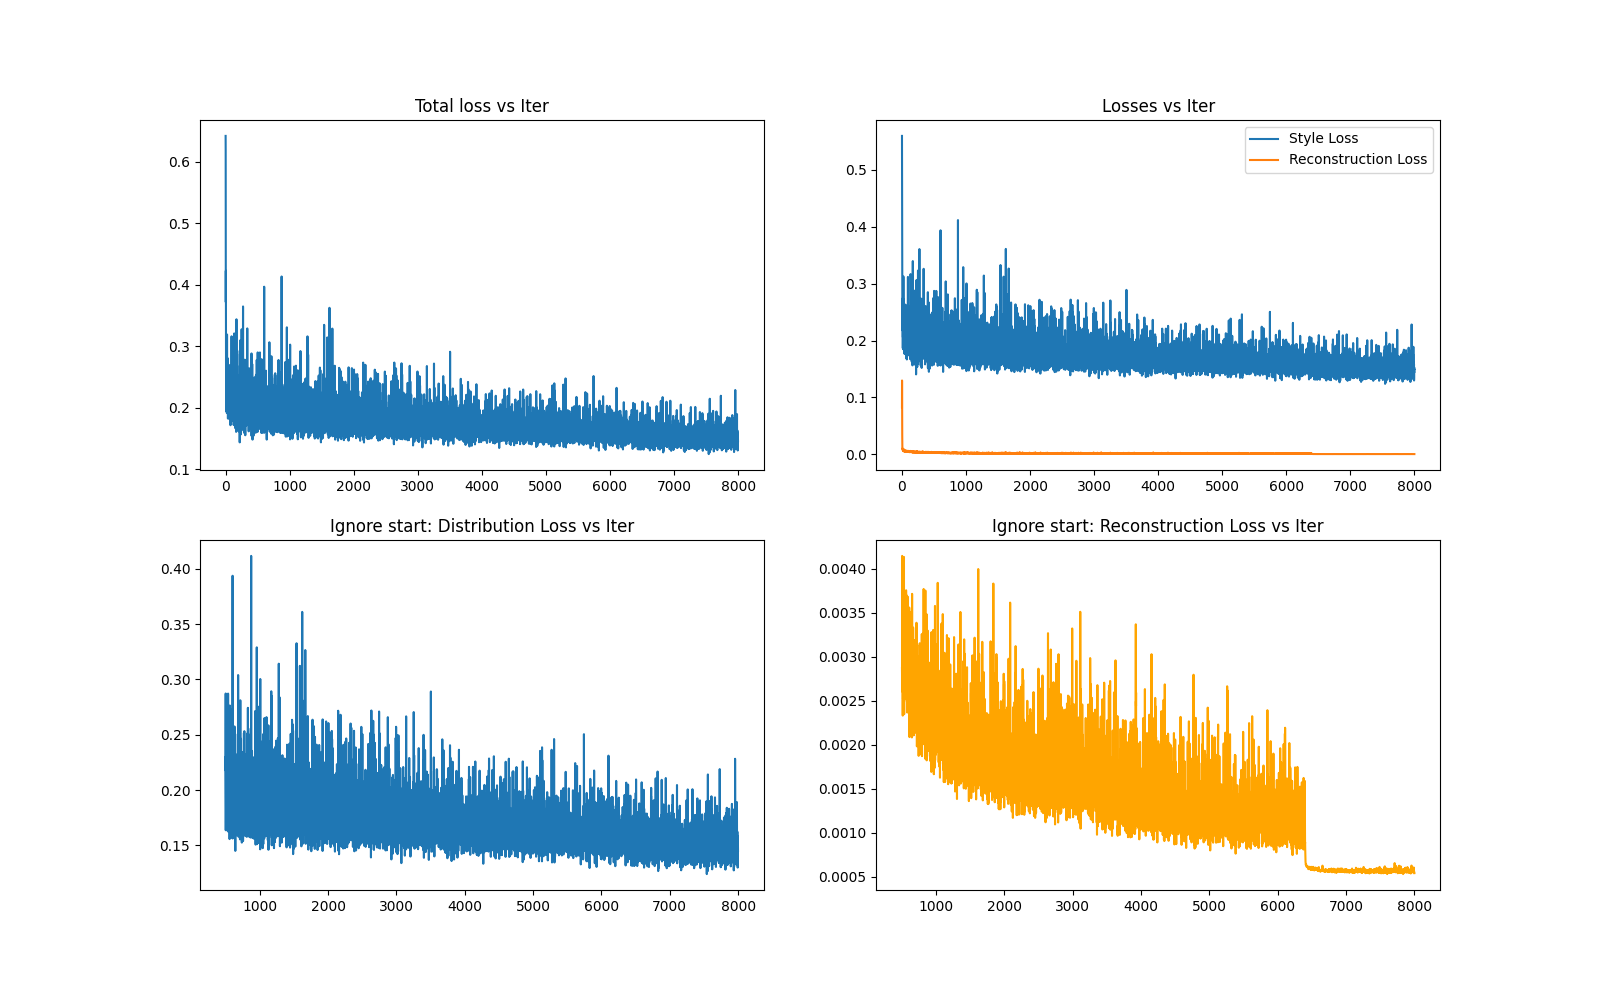 Total loss vs Iter
0.6
0.5
0.4
0.3
0.2
0.1
0 1000 2000 3000 4000 5000 6000 7000 8000
Losses vs Iter
Style Loss
Reconstruction Loss
0.5
0.4
0.3
0.2
0.1
0.0
0 1000 2000 3000 4000 5000 6000 7000 8000
Ignore start: Distribution Loss vs Iter
0.40
0.35
0.30
0.25
0.20
0.15
1000 2000 3000 4000 5000 6000 7000 8000
Ignore start: Reconstruction Loss vs Iter
0.0040
0.0035
0.0030
0.0025
0.0020
0.0015
0.0010
0.0005
1000 2000 3000 4000 5000 6000 7000 8000